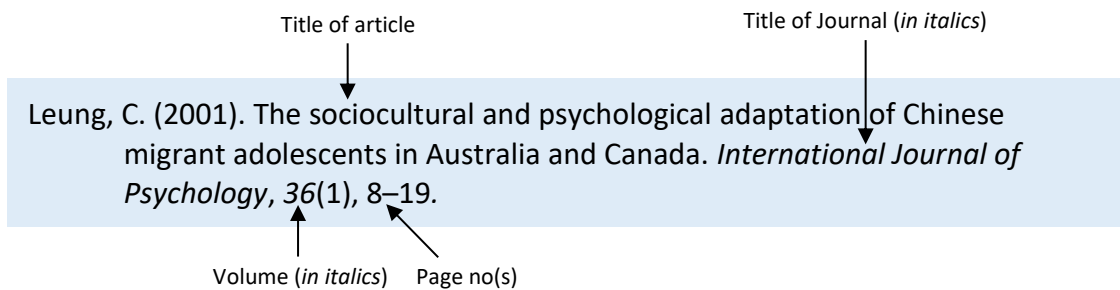 Title of article
Title of Journal (in italics)
Leung, C. (2001). The sociocultural and psychological adaptation of Chinese
migrant adolescents in Australia and Canada. International Journal of
Psychology, 36(1), 8–19.
Volume (in italics)
Page no(s)